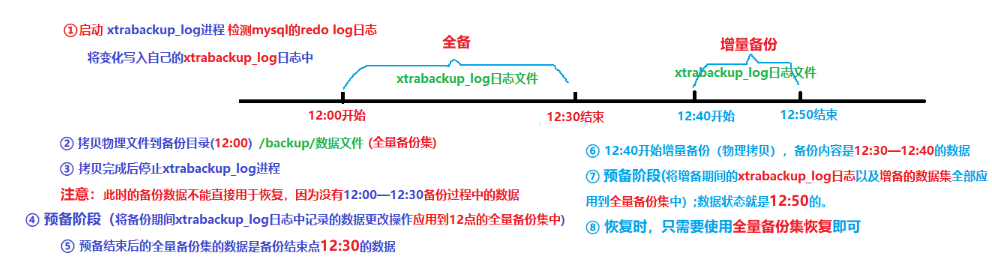 ①启动 xtrabackup_log进程 检测mysql的redo log日志
将变化写入自己的xtrabackup_log日志中
全备
xtrabackup_log日志文件
增量备份
xtrabackup_log日志文件
12:00开始
12:30结束
12:40开始
12:50结束
② 拷贝物理文件到备份目录(12:00) /backup/数据文件 (全量备份集)
③ 拷贝完成后停止xtrabackup_log进程
注意：此时的备份数据不能直接用于恢复，因为没有12:00—12:30备份过程中的数据
④ 预备阶段（将备份期间xtrabackup_log日志中记录的数据更改操作应用到12点的全量备份集中)
⑤ 预备结束后的全量备份集的数据是备份结束点12:30的数据
⑥ 12:40开始增量备份（物理拷贝），备份内容是12:30—12:40的数据
⑦ 预备阶段(将增备期间的xtrabackup_log日志以及增备的数据集全部应
用到全量备份集中）;数据状态就是12:50的。
⑧ 恢复时，只需要使用全量备份集恢复即可